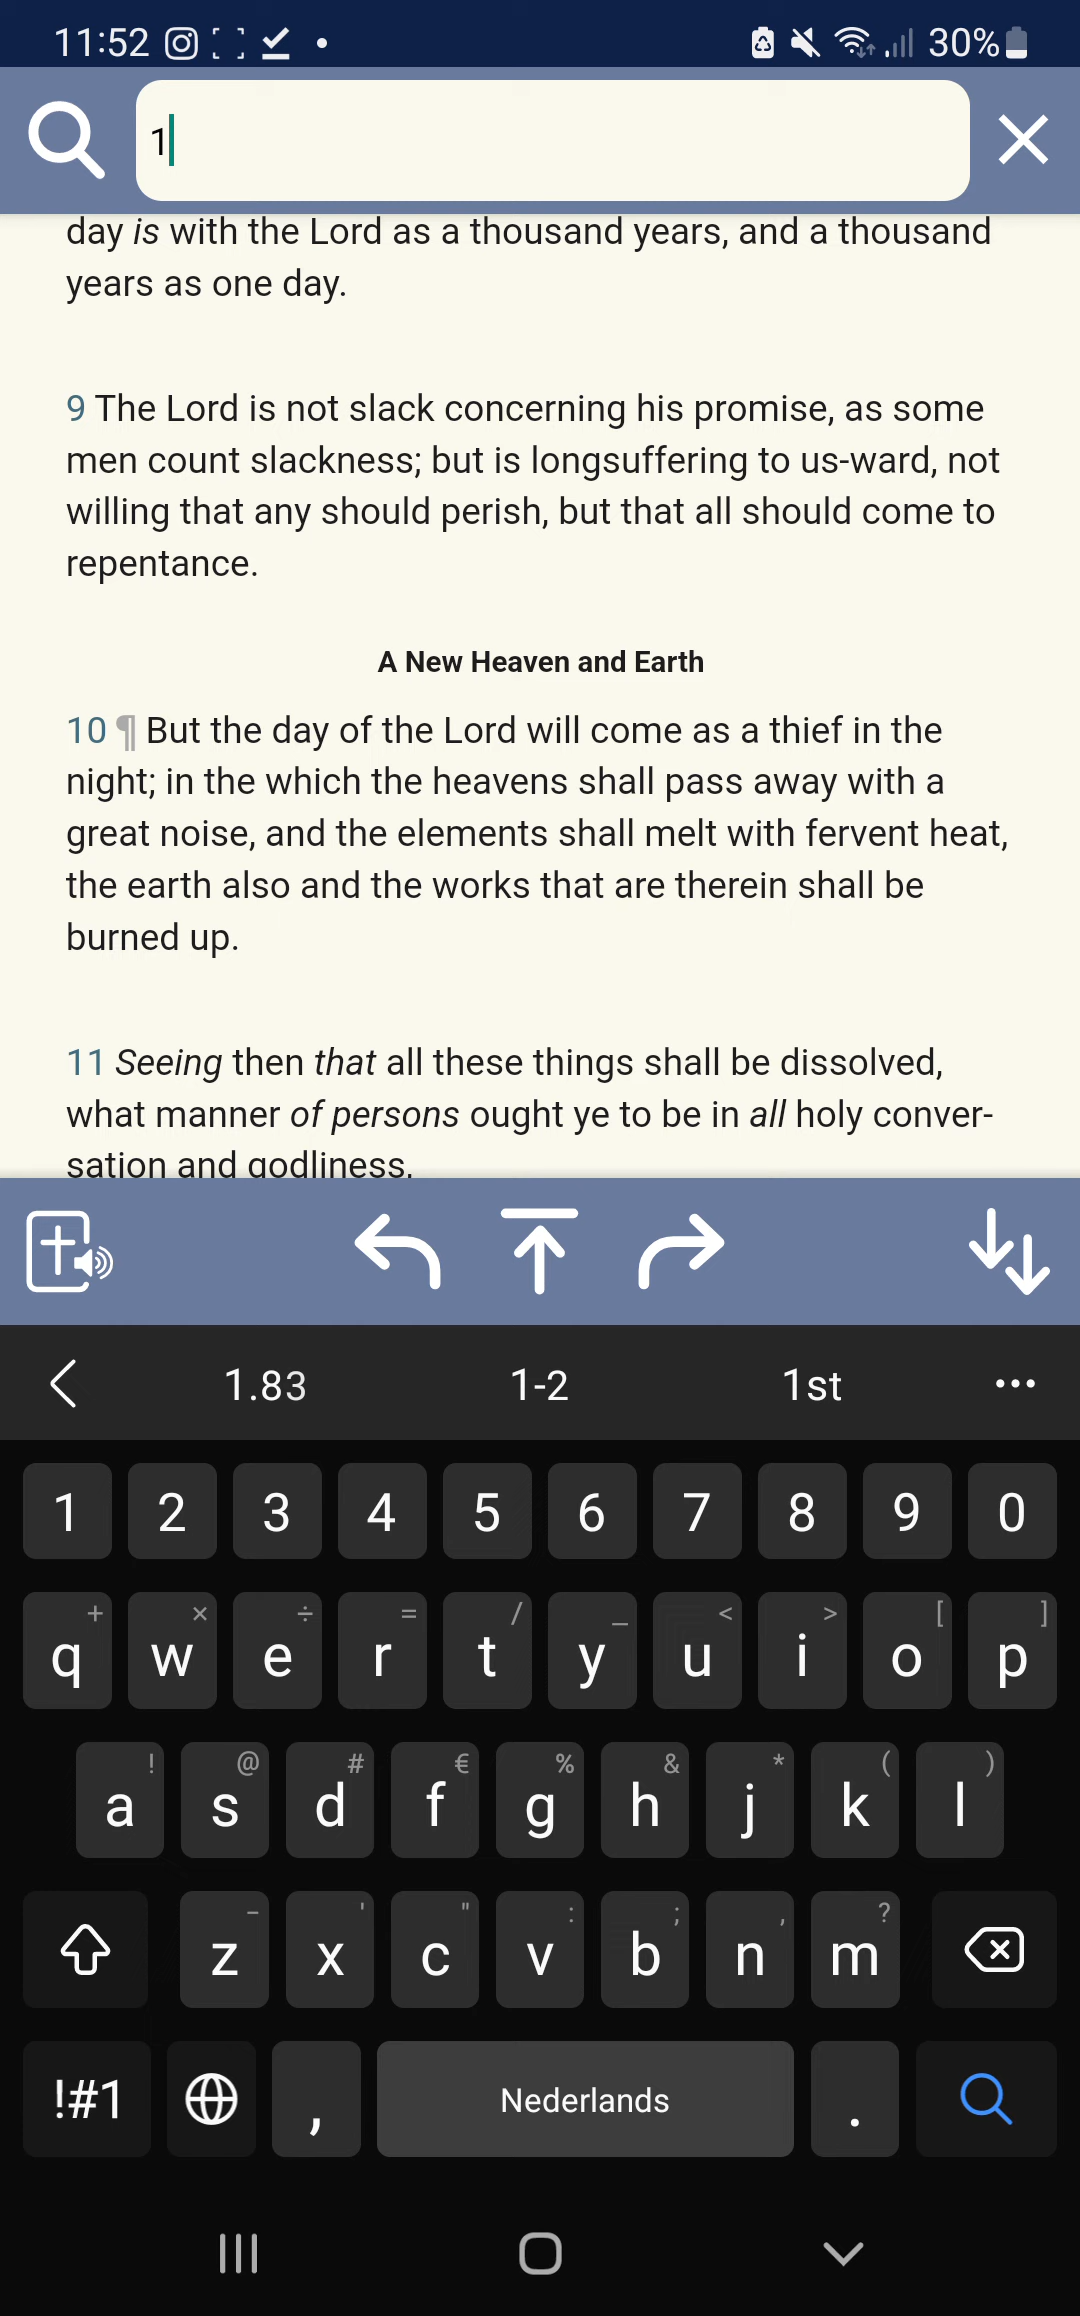 11:52 30%
1
day is with the Lord as a thousand years, and a thousand
years as one day.
9 The Lord is not slack concerning his promise, as some
men count slackness; but is longsuffering to us-ward, not
willing that any should perish, but that all should come to
repentance.
A New Heaven and Earth
10 ¶ But the day of the Lord will come as a thief in the
night; in the which the heavens shall pass away with a
great noise, and the elements shall melt with fervent heat,
the earth also and the works that are therein shall be
burned up.
11 Seeing then that all these things shall be dissolved,
what manner of persons ought ye to be in all holy conver-
sation and godliness,
1.83 1-2 1st ...
1 2 3 4 5 6 7 8 9 0
+ × ÷ = / _ < > [ ]
q w e r t y u i o p
! @ # € % & * ( )
a s d f g h j k l
- ' " : ; , ?
z x c v b n m
!#1 , Nederlands .